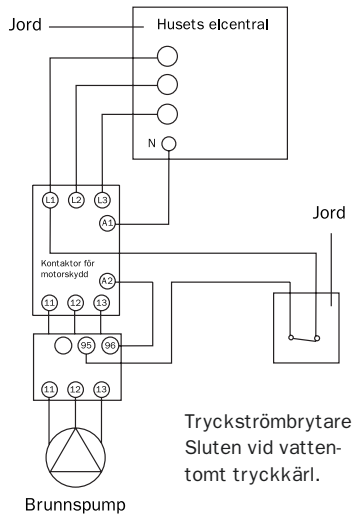 Jord
Husets elcentral
N
L1 L2 L3
A1
Jord
Kontaktor för
motorskydd
A2
11 12 13
95 96
11 12 13
Tryckströmbrytare
Sluten vid vatten-
tomt tryckkärl.
Brunnspump